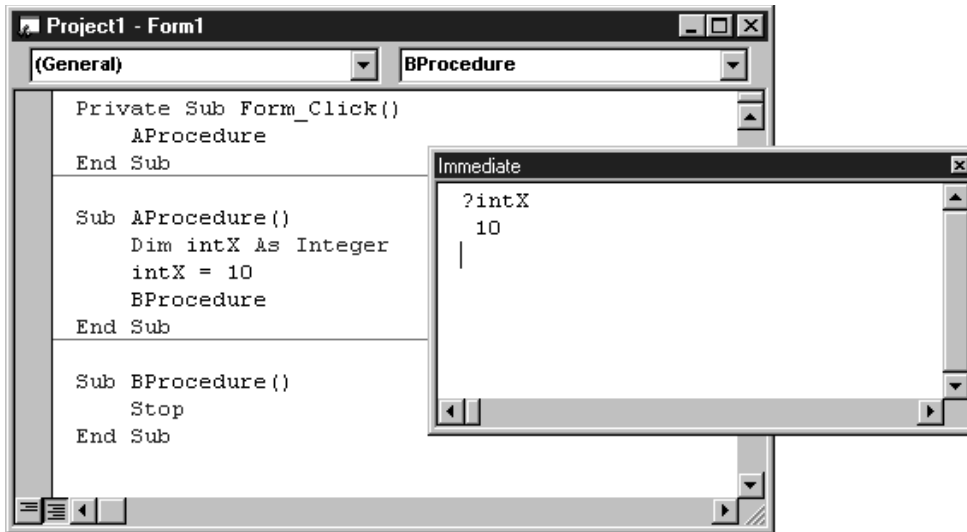 Project1 - Form1
(General) BProcedure
Private Sub Form_Click()
AProcedure
End Sub
Sub AProcedure()
Dim intX As Integer
intX = 10
BProcedure
End Sub
Sub BProcedure()
Stop
End Sub
Immediate
?intX
10